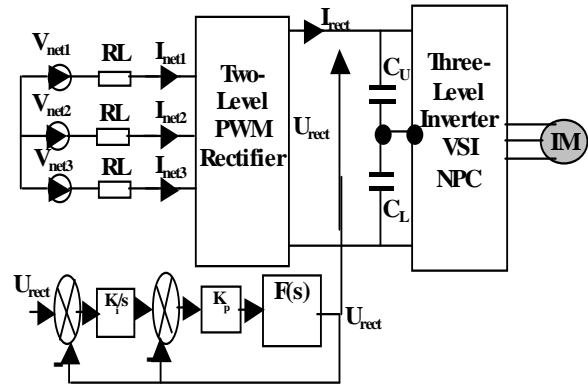 V_net1 RL I_net1
V_net2 RL I_net2
V_net3 RL I_net3
Two-
Level
PWM
Rectifier
I_rect
U_rect
C_U
C_L
Three-
Level
Inverter
VSI
NPC
IM
U_rect
K_i/s
K_p
F(s)
U_rect
-
-